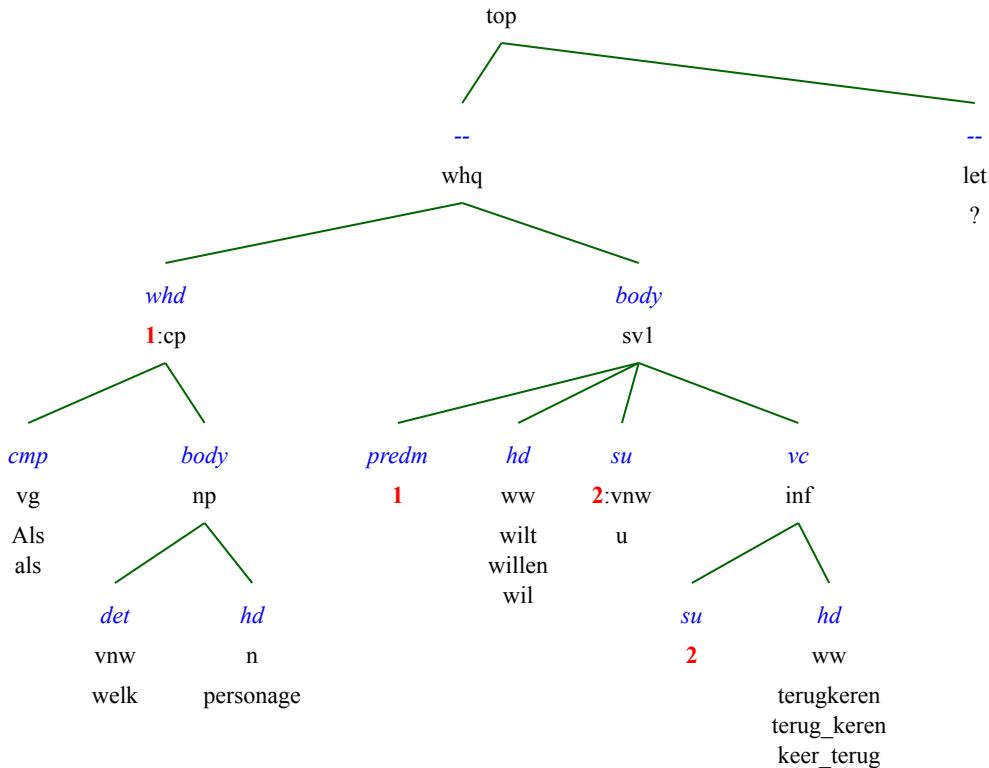 top
-- --
whq let
?
whd body
1:cp sv1
cmp body predm hd su vc
vg np 1 ww 2:vnw inf
Als wilt u
als willen
wil
det hd su hd
vnw n 2 ww
welk personage terugkeren
terug_keren
keer_terug